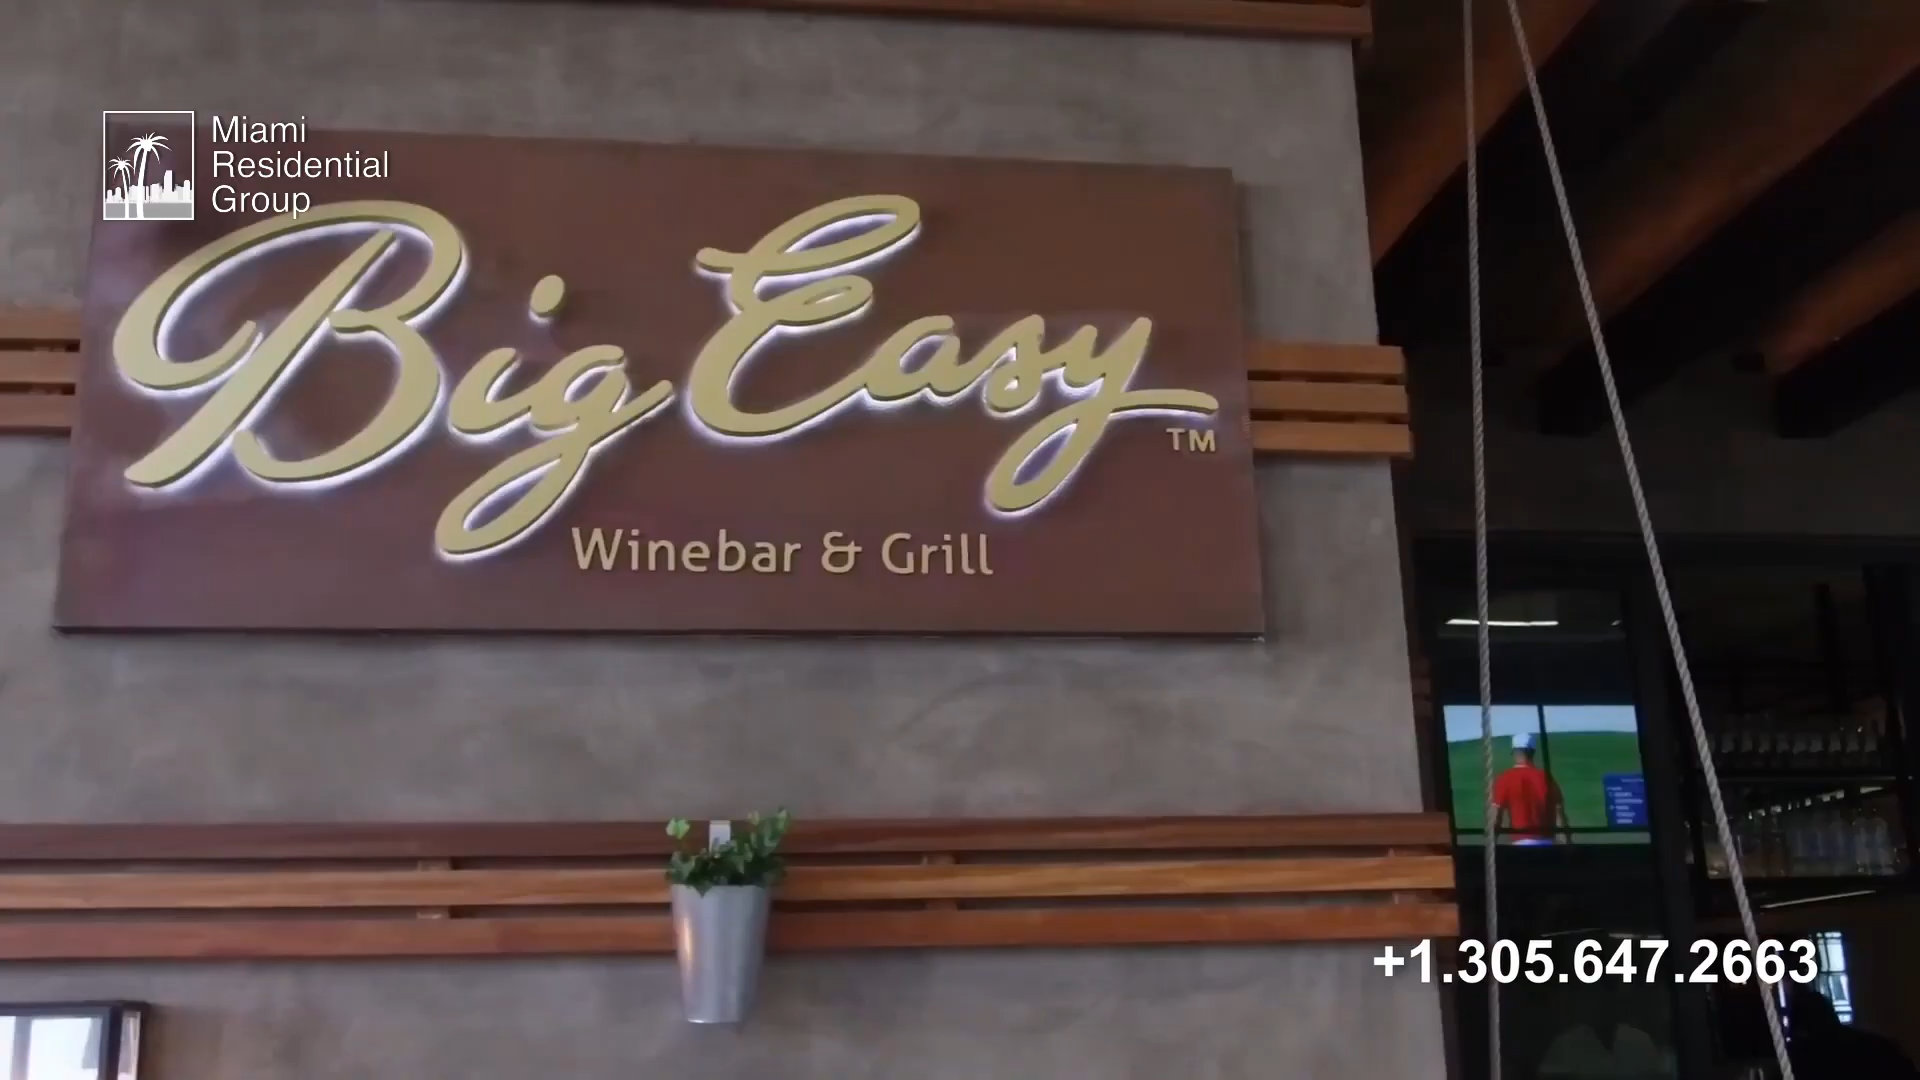 Miami
Residential
Group
Big Easy
TM
Winebar & Grill
+1.305.647.2663